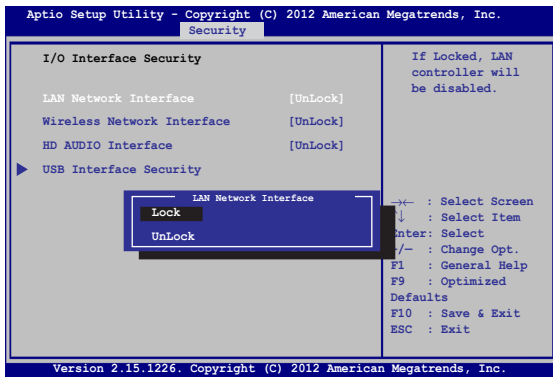 Aptio Setup Utility - Copyright (C) 2012 American Megatrends, Inc.
Security
I/O Interface Security
LAN Network Interface [UnLock]
Wireless Network Interface [UnLock]
HD AUDIO Interface [UnLock]
USB Interface Security
LAN Network Interface
Lock
UnLock
If Locked, LAN
controller will
be disabled.
→← : Select Screen
↑↓ : Select Item
Enter: Select
+/— : Change Opt.
F1 : General Help
F9 : Optimized
Defaults
F10 : Save & Exit
ESC : Exit
Version 2.15.1226. Copyright (C) 2012 American Megatrends, Inc.